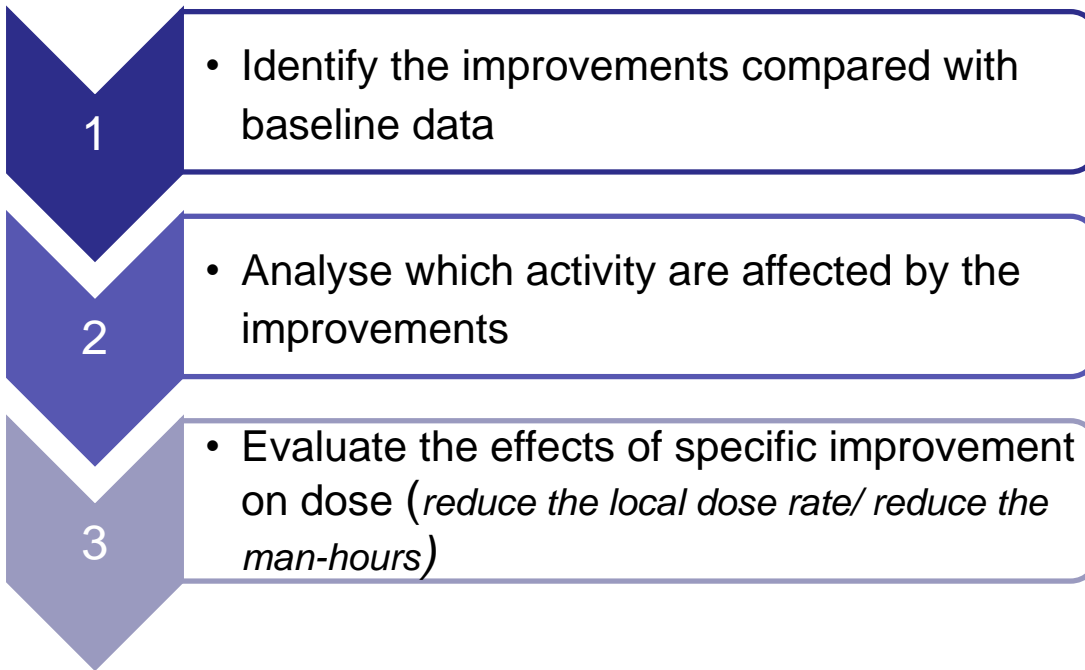 1
• Identify the improvements compared with
baseline data
2
• Analyse which activity are affected by the
improvements
3
• Evaluate the effects of specific improvement
on dose (reduce the local dose rate/ reduce the
man-hours)